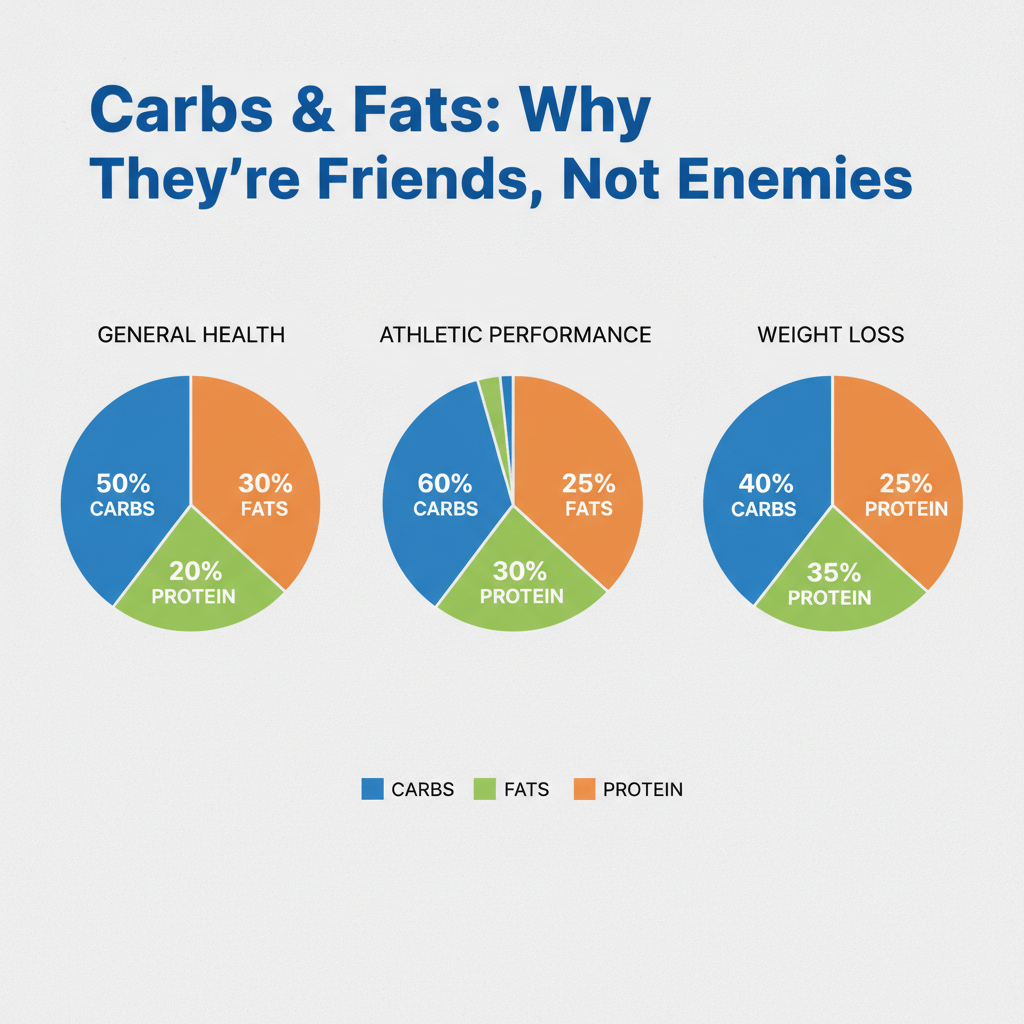 Carbs & Fats: Why
They’re Friends, Not Enemies
GENERAL HEALTH
50%
CARBS
30%
FATS
20%
PROTEIN
ATHLETIC PERFORMANCE
60%
CARBS
25%
FATS
30%
PROTEIN
WEIGHT LOSS
40%
CARBS
25%
PROTEIN
35%
PROTEIN
CARBS
FATS
PROTEIN